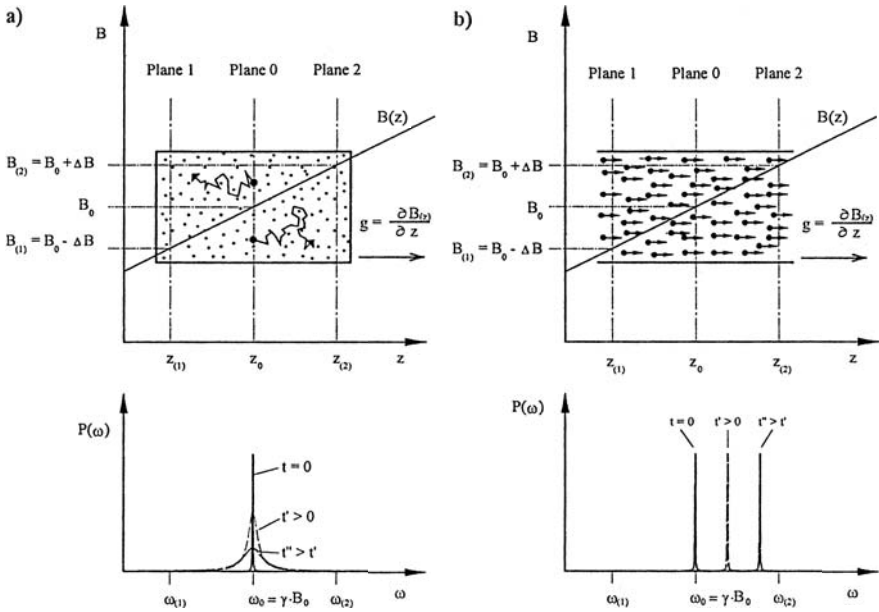 a)
B
Plane 1 Plane 0 Plane 2
B(z)
B₍₂₎ = B₀ + ΔB
B₀
B₍₁₎ = B₀ - ΔB
g = ∂B₍z₎ / ∂z
z₍₁₎ z₀ z₍₂₎ z
P(ω)
t = 0
t' > 0
t'' > t'
ω₍₁₎ ω₀ = γ·B₀ ω₍₂₎ ω
b)
B
Plane 1 Plane 0 Plane 2
B(z)
B₍₂₎ = B₀ + ΔB
B₀
B₍₁₎ = B₀ - ΔB
g = ∂B₍z₎ / ∂z
z₍₁₎ z₀ z₍₂₎ z
P(ω)
t = 0 t' > 0 t'' > t'
ω₍₁₎ ω₀ = γ·B₀ ω₍₂₎ ω